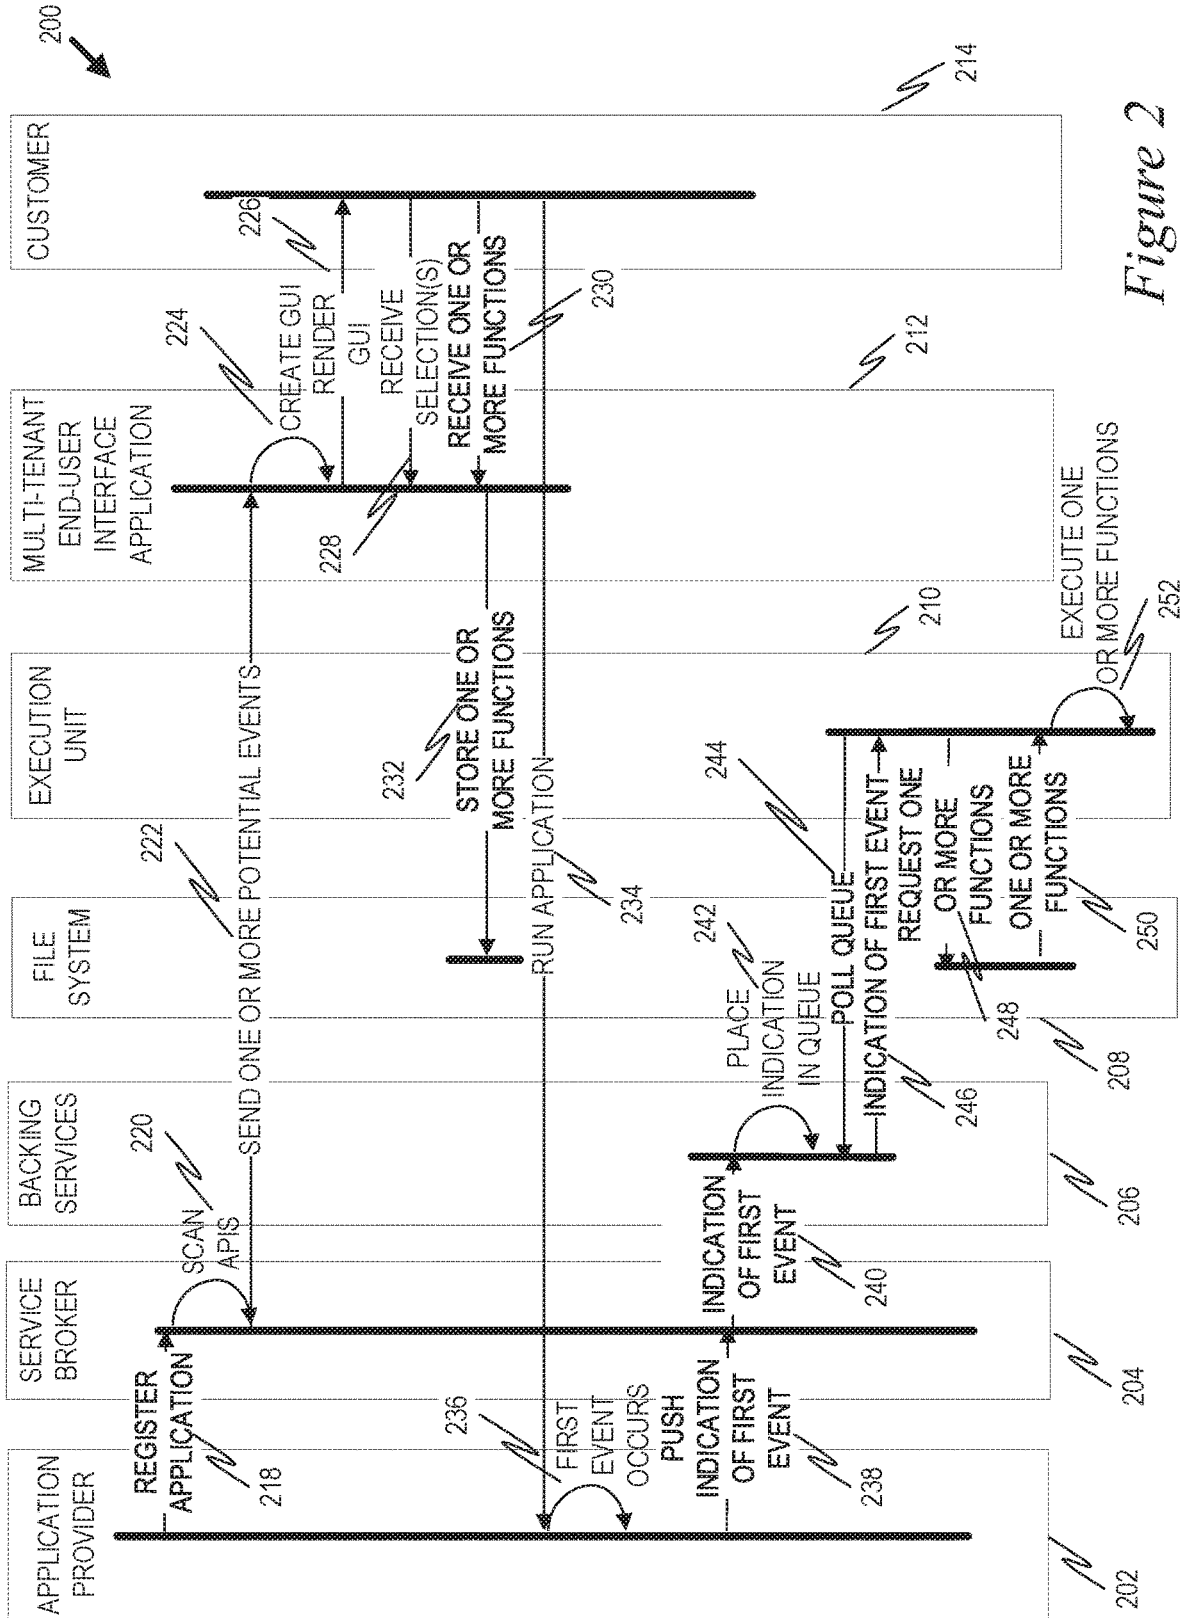 200
APPLICATION
PROVIDER
SERVICE
BROKER
BACKING
SERVICES
FILE
SYSTEM
EXECUTION
UNIT
MULTI-TENANT
END-USER
INTERFACE
APPLICATION
CUSTOMER
REGISTER
APPLICATION
218
SCAN
APIS
220
SEND ONE OR MORE POTENTIAL EVENTS
222
CREATE GUI
224
RENDER
GUI
226
RECEIVE
SELECTION(S)
228
RECEIVE ONE OR
MORE FUNCTIONS
230
STORE ONE OR
MORE FUNCTIONS
232
RUN APPLICATION
234
FIRST
EVENT
OCCURS
236
PUSH
INDICATION
OF FIRST
EVENT
238
INDICATION
OF FIRST
EVENT
240
PLACE
INDICATION
IN QUEUE
242
POLL QUEUE
244
INDICATION OF FIRST EVENT
246
REQUEST ONE
OR MORE
FUNCTIONS
248
ONE OR MORE
FUNCTIONS
250
EXECUTE ONE
OR MORE FUNCTIONS
252
202
204
206
208
210
212
214
Figure 2